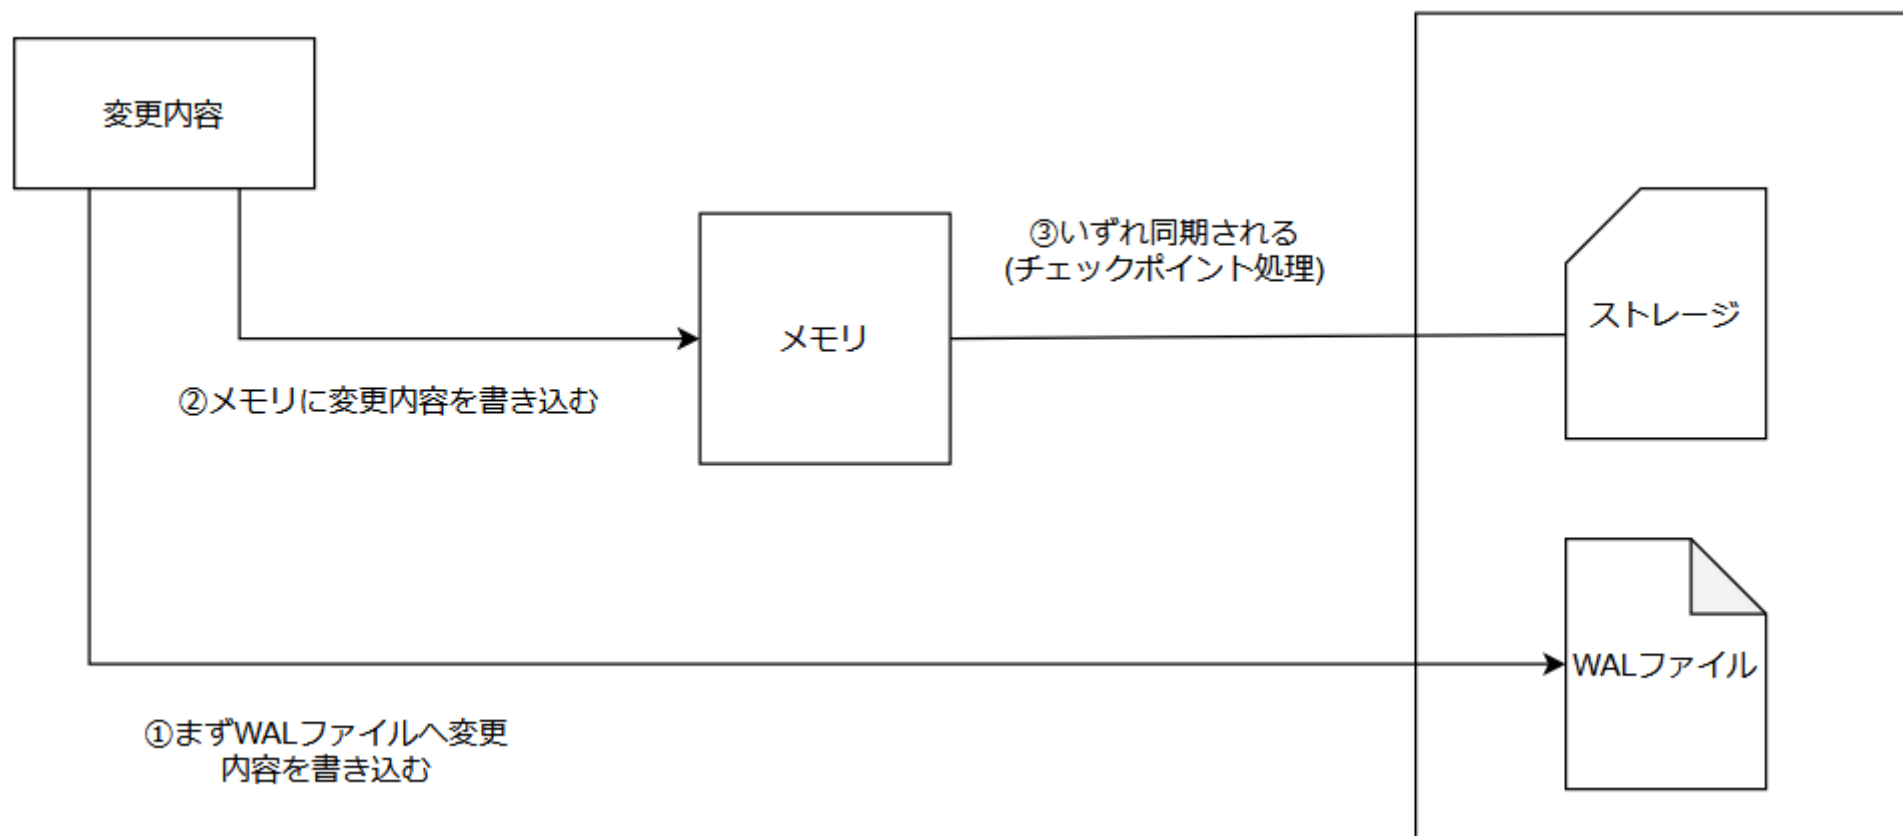 変更内容
③いずれ同期される
(チェックポイント処理)
ストレージ
メモリ
②メモリに変更内容を書き込む
WALファイル
①まずWALファイルへ変更
内容を書き込む